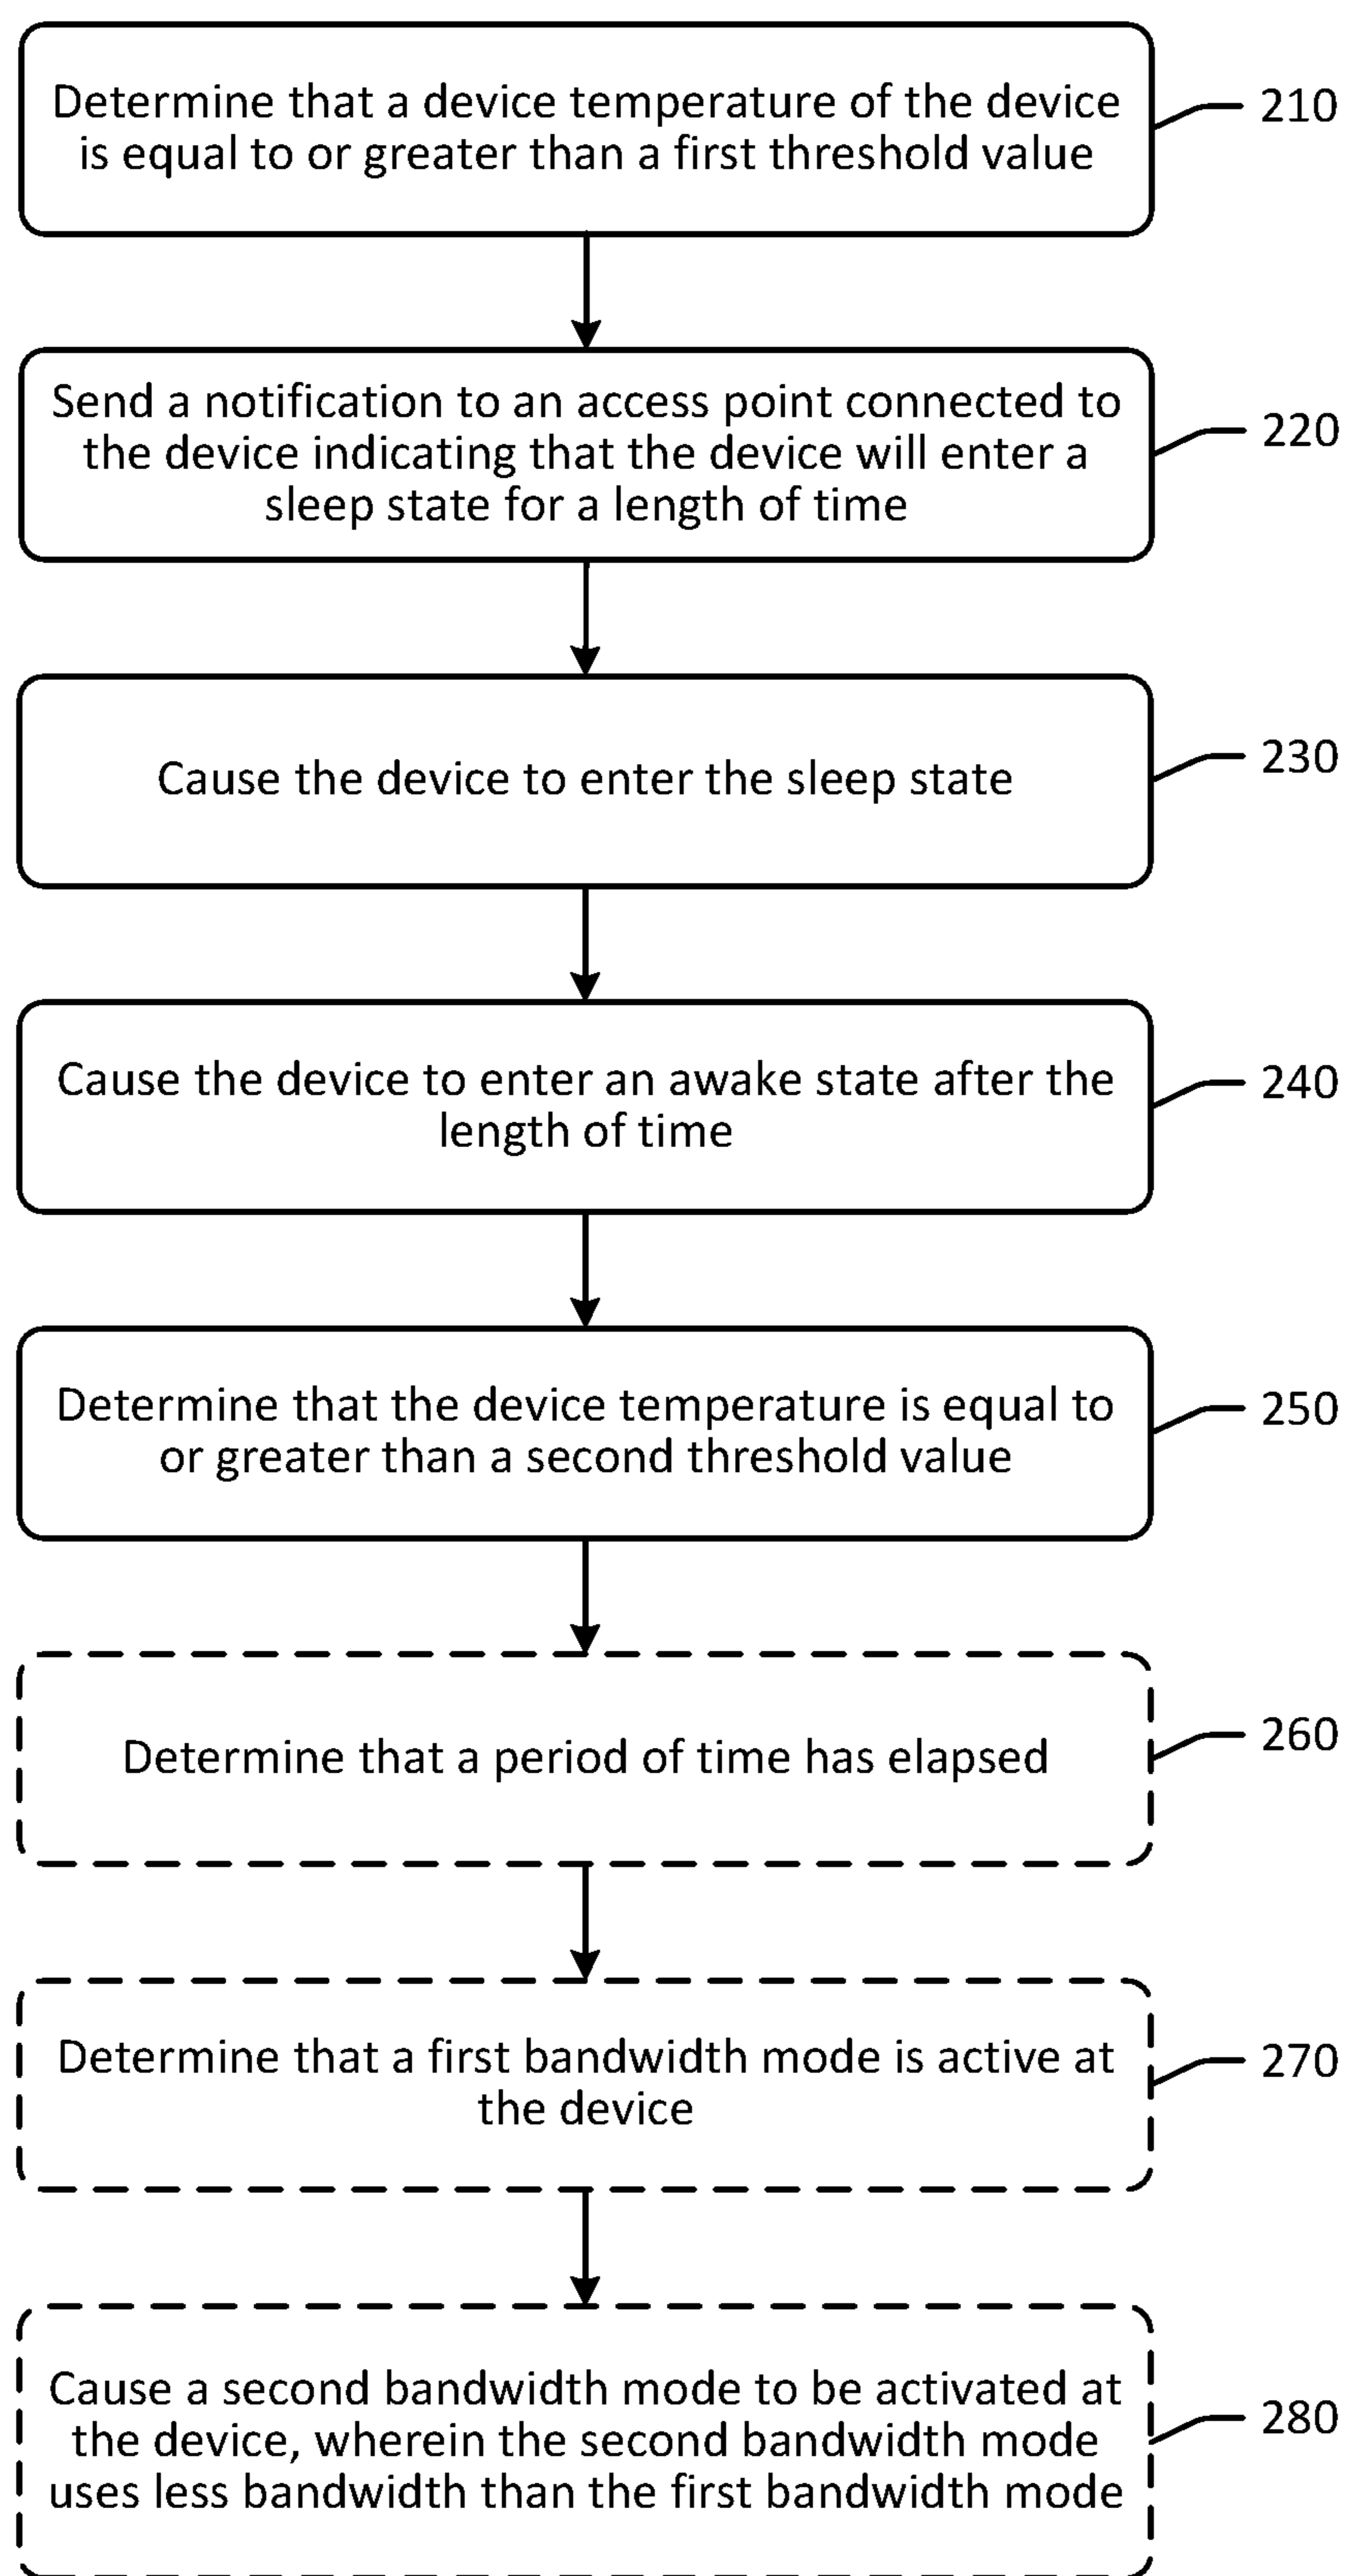 Determine that a device temperature of the device
is equal to or greater than a first threshold value
210
Send a notification to an access point connected to
the device indicating that the device will enter a
sleep state for a length of time
220
Cause the device to enter the sleep state
230
Cause the device to enter an awake state after the
length of time
240
Determine that the device temperature is equal to
or greater than a second threshold value
250
Determine that a period of time has elapsed
260
Determine that a first bandwidth mode is active at
the device
270
Cause a second bandwidth mode to be activated at
the device, wherein the second bandwidth mode
uses less bandwidth than the first bandwidth mode
280